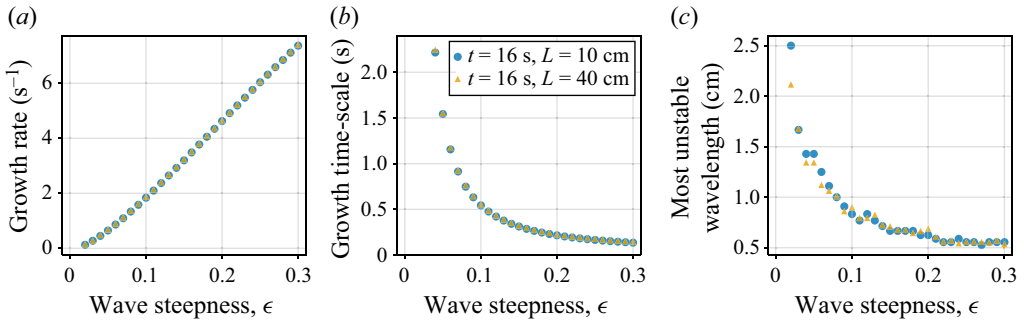 (a)
Growth rate (s⁻¹)
6
4
2
0
0
0.1
0.2
0.3
Wave steepness, ϵ
(b)
Growth time-scale (s)
2.0
1.5
1.0
0.5
0
0
0.1
0.2
0.3
Wave steepness, ϵ
t = 16 s, L = 10 cm
t = 16 s, L = 40 cm
(c)
Most unstable
wavelength (cm)
2.5
2.0
1.5
1.0
0.5
0
0.1
0.2
0.3
Wave steepness, ϵ